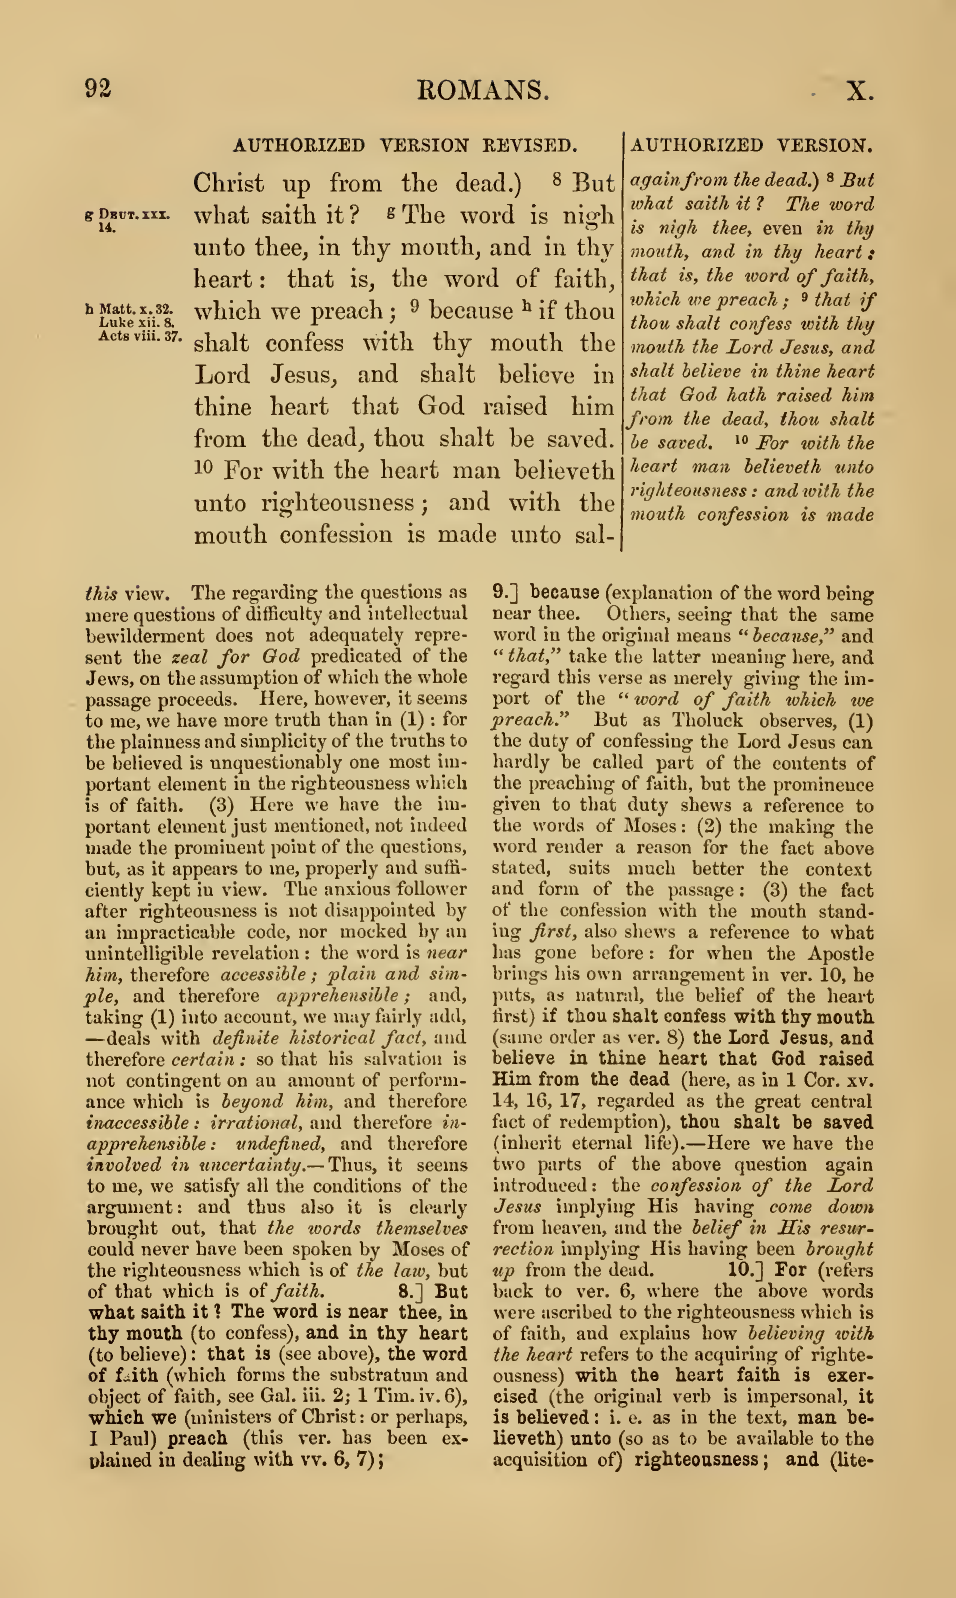 92
ROMANS.
X.
AUTHORIZED VERSION REVISED.
Christ up from the dead.) 8 But
what saith it? g The word is nigh
unto thee, in thy mouth, and in thy
heart: that is, the word of faith,
which we preach; 9 because h if thou
shalt confess with thy mouth the
Lord Jesus, and shalt believe in
thine heart that God raised him
from the dead, thou shalt be saved.
10 For with the heart man believeth
unto righteousness; and with the
mouth confession is made unto sal-
g DEUT. xxx.
14.
h Matt. x. 32.
Luke xii. 8.
Acts viii. 37.
AUTHORIZED VERSION.
again from the dead.) 8 But
what saith it? The word
is nigh thee, even in thy
mouth, and in thy heart:
that is, the word of faith,
which we preach; 9 that if
thou shalt confess with thy
mouth the Lord Jesus, and
shalt believe in thine heart
that God hath raised him
from the dead, thou shalt
be saved. 10 For with the
heart man believeth unto
righteousness: and with the
mouth confession is made
this view. The regarding the questions as
mere questions of difficulty and intellectual
bewilderment does not adequately repre-
sent the zeal for God predicated of the
Jews, on the assumption of which the whole
passage proceeds. Here, however, it seems
to me, we have more truth than in (1): for
the plainness and simplicity of the truths to
be believed is unquestionably one most im-
portant element in the righteousness which
is of faith. (3) Here we have the im-
portant element just mentioned, not indeed
made the prominent point of the questions,
but, as it appears to me, properly and suffi-
ciently kept in view. The anxious follower
after righteousness is not disappointed by
an impracticable code, nor mocked by an
unintelligible revelation: the word is near
him, therefore accessible; plain and sim-
ple, and therefore apprehensible; and,
taking (1) into account, we may fairly add,
—deals with definite historical fact, and
therefore certain: so that his salvation is
not contingent on an amount of perform-
ance which is beyond him, and therefore
inaccessible: irrational, and therefore in-
apprehensible: undefined, and therefore
involved in uncertainty.—Thus, it seems
to me, we satisfy all the conditions of the
argument: and thus also it is clearly
brought out, that the words themselves
could never have been spoken by Moses of
the righteousness which is of the law, but
of that which is of faith. 8.] But
what saith it? The word is near thee, in
thy mouth (to confess), and in thy heart
(to believe): that is (see above), the word
of faith (which forms the substratum and
object of faith, see Gal. iii. 2; 1 Tim. iv. 6),
which we (ministers of Christ: or perhaps,
I Paul) preach (this ver. has been ex-
plained in dealing with vv. 6, 7);
9.] because (explanation of the word being
near thee. Others, seeing that the same
word in the original means "because," and
"that," take the latter meaning here, and
regard this verse as merely giving the im-
port of the "word of faith which we
preach." But as Tholuck observes, (1)
the duty of confessing the Lord Jesus can
hardly be called part of the contents of
the preaching of faith, but the prominence
given to that duty shews a reference to
the words of Moses: (2) the making the
word render a reason for the fact above
stated, suits much better the context
and form of the passage: (3) the fact
of the confession with the mouth stand-
ing first, also shews a reference to what
has gone before: for when the Apostle
brings his own arrangement in ver. 10, he
puts, as natural, the belief of the heart
first) if thou shalt confess with thy mouth
(same order as ver. 8) the Lord Jesus, and
believe in thine heart that God raised
Him from the dead (here, as in 1 Cor. xv.
14, 16, 17, regarded as the great central
fact of redemption), thou shalt be saved
(inherit eternal life).—Here we have the
two parts of the above question again
introduced: the confession of the Lord
Jesus implying His having come down
from heaven, and the belief in His resur-
rection implying His having been brought
up from the dead. 10.] For (refers
back to ver. 6, where the above words
were ascribed to the righteousness which is
of faith, and explains how believing with
the heart refers to the acquiring of righte-
ousness) with the heart faith is exer-
cised (the original verb is impersonal, it
is believed: i. e. as in the text, man be-
lieveth) unto (so as to be available to the
acquisition of) righteousness; and (lite-